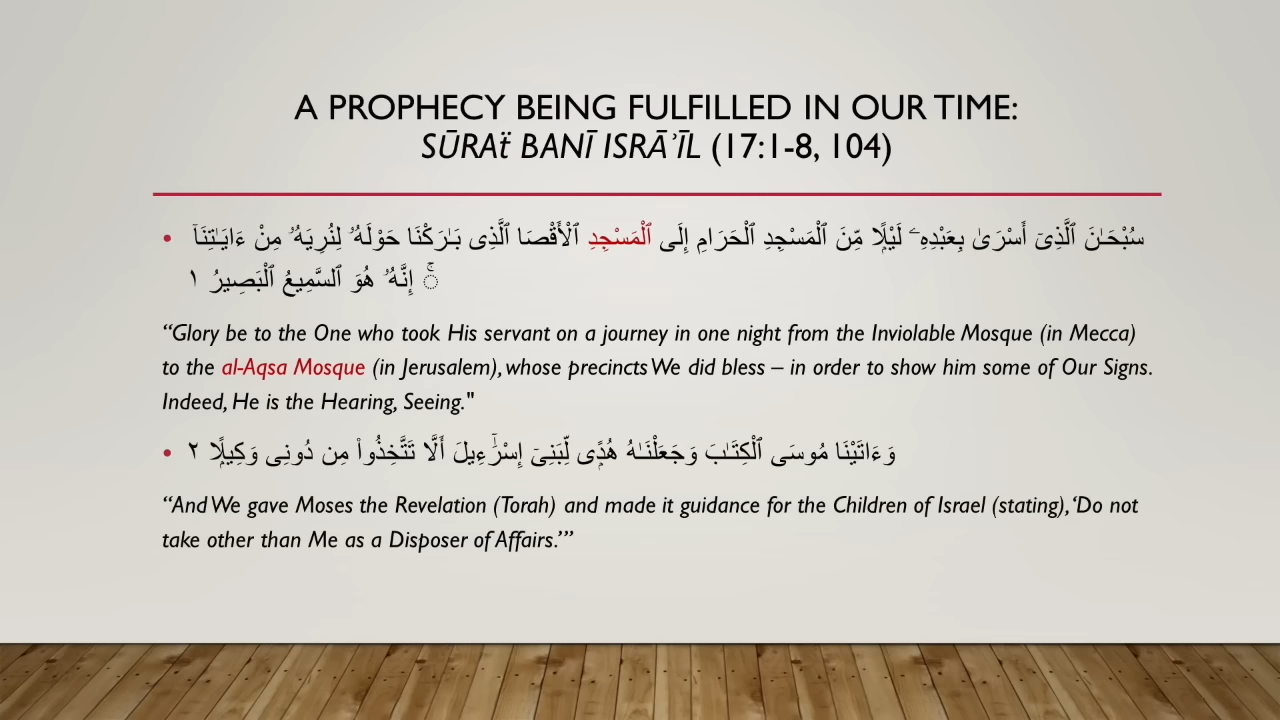 A PROPHECY BEING FULFILLED IN OUR TIME:
SŪRAẗ BANĪ ISRĀʾĪL (17:1-8, 104)
• سُبْحَـٰنَ ٱلَّذِىٓ أَسْرَىٰ بِعَبْدِهِۦ لَيْلًۭا مِّنَ ٱلْمَسْجِدِ ٱلْحَرَامِ إِلَى ٱلْمَسْجِدِ ٱلْأَقْصَا ٱلَّذِى بَـٰرَكْنَا حَوْلَهُۥ لِنُرِيَهُۥ مِنْ ءَايَـٰتِنَآ
ۚ إِنَّهُۥ هُوَ ٱلسَّمِيعُ ٱلْبَصِيرُ ١
“Glory be to the One who took His servant on a journey in one night from the Inviolable Mosque (in Mecca)
to the al-Aqsa Mosque (in Jerusalem), whose precincts We did bless – in order to show him some of Our Signs.
Indeed, He is the Hearing, Seeing."
• وَءَاتَيْنَا مُوسَى ٱلْكِتَـٰبَ وَجَعَلْنَـٰهُ هُدًۭى لِّبَنِىٓ إِسْرَٰٓءِيلَ أَلَّا تَتَّخِذُوا۟ مِن دُونِى وَكِيلًۭا ٢
“And We gave Moses the Revelation (Torah) and made it guidance for the Children of Israel (stating), ‘Do not
take other than Me as a Disposer of Affairs.’”